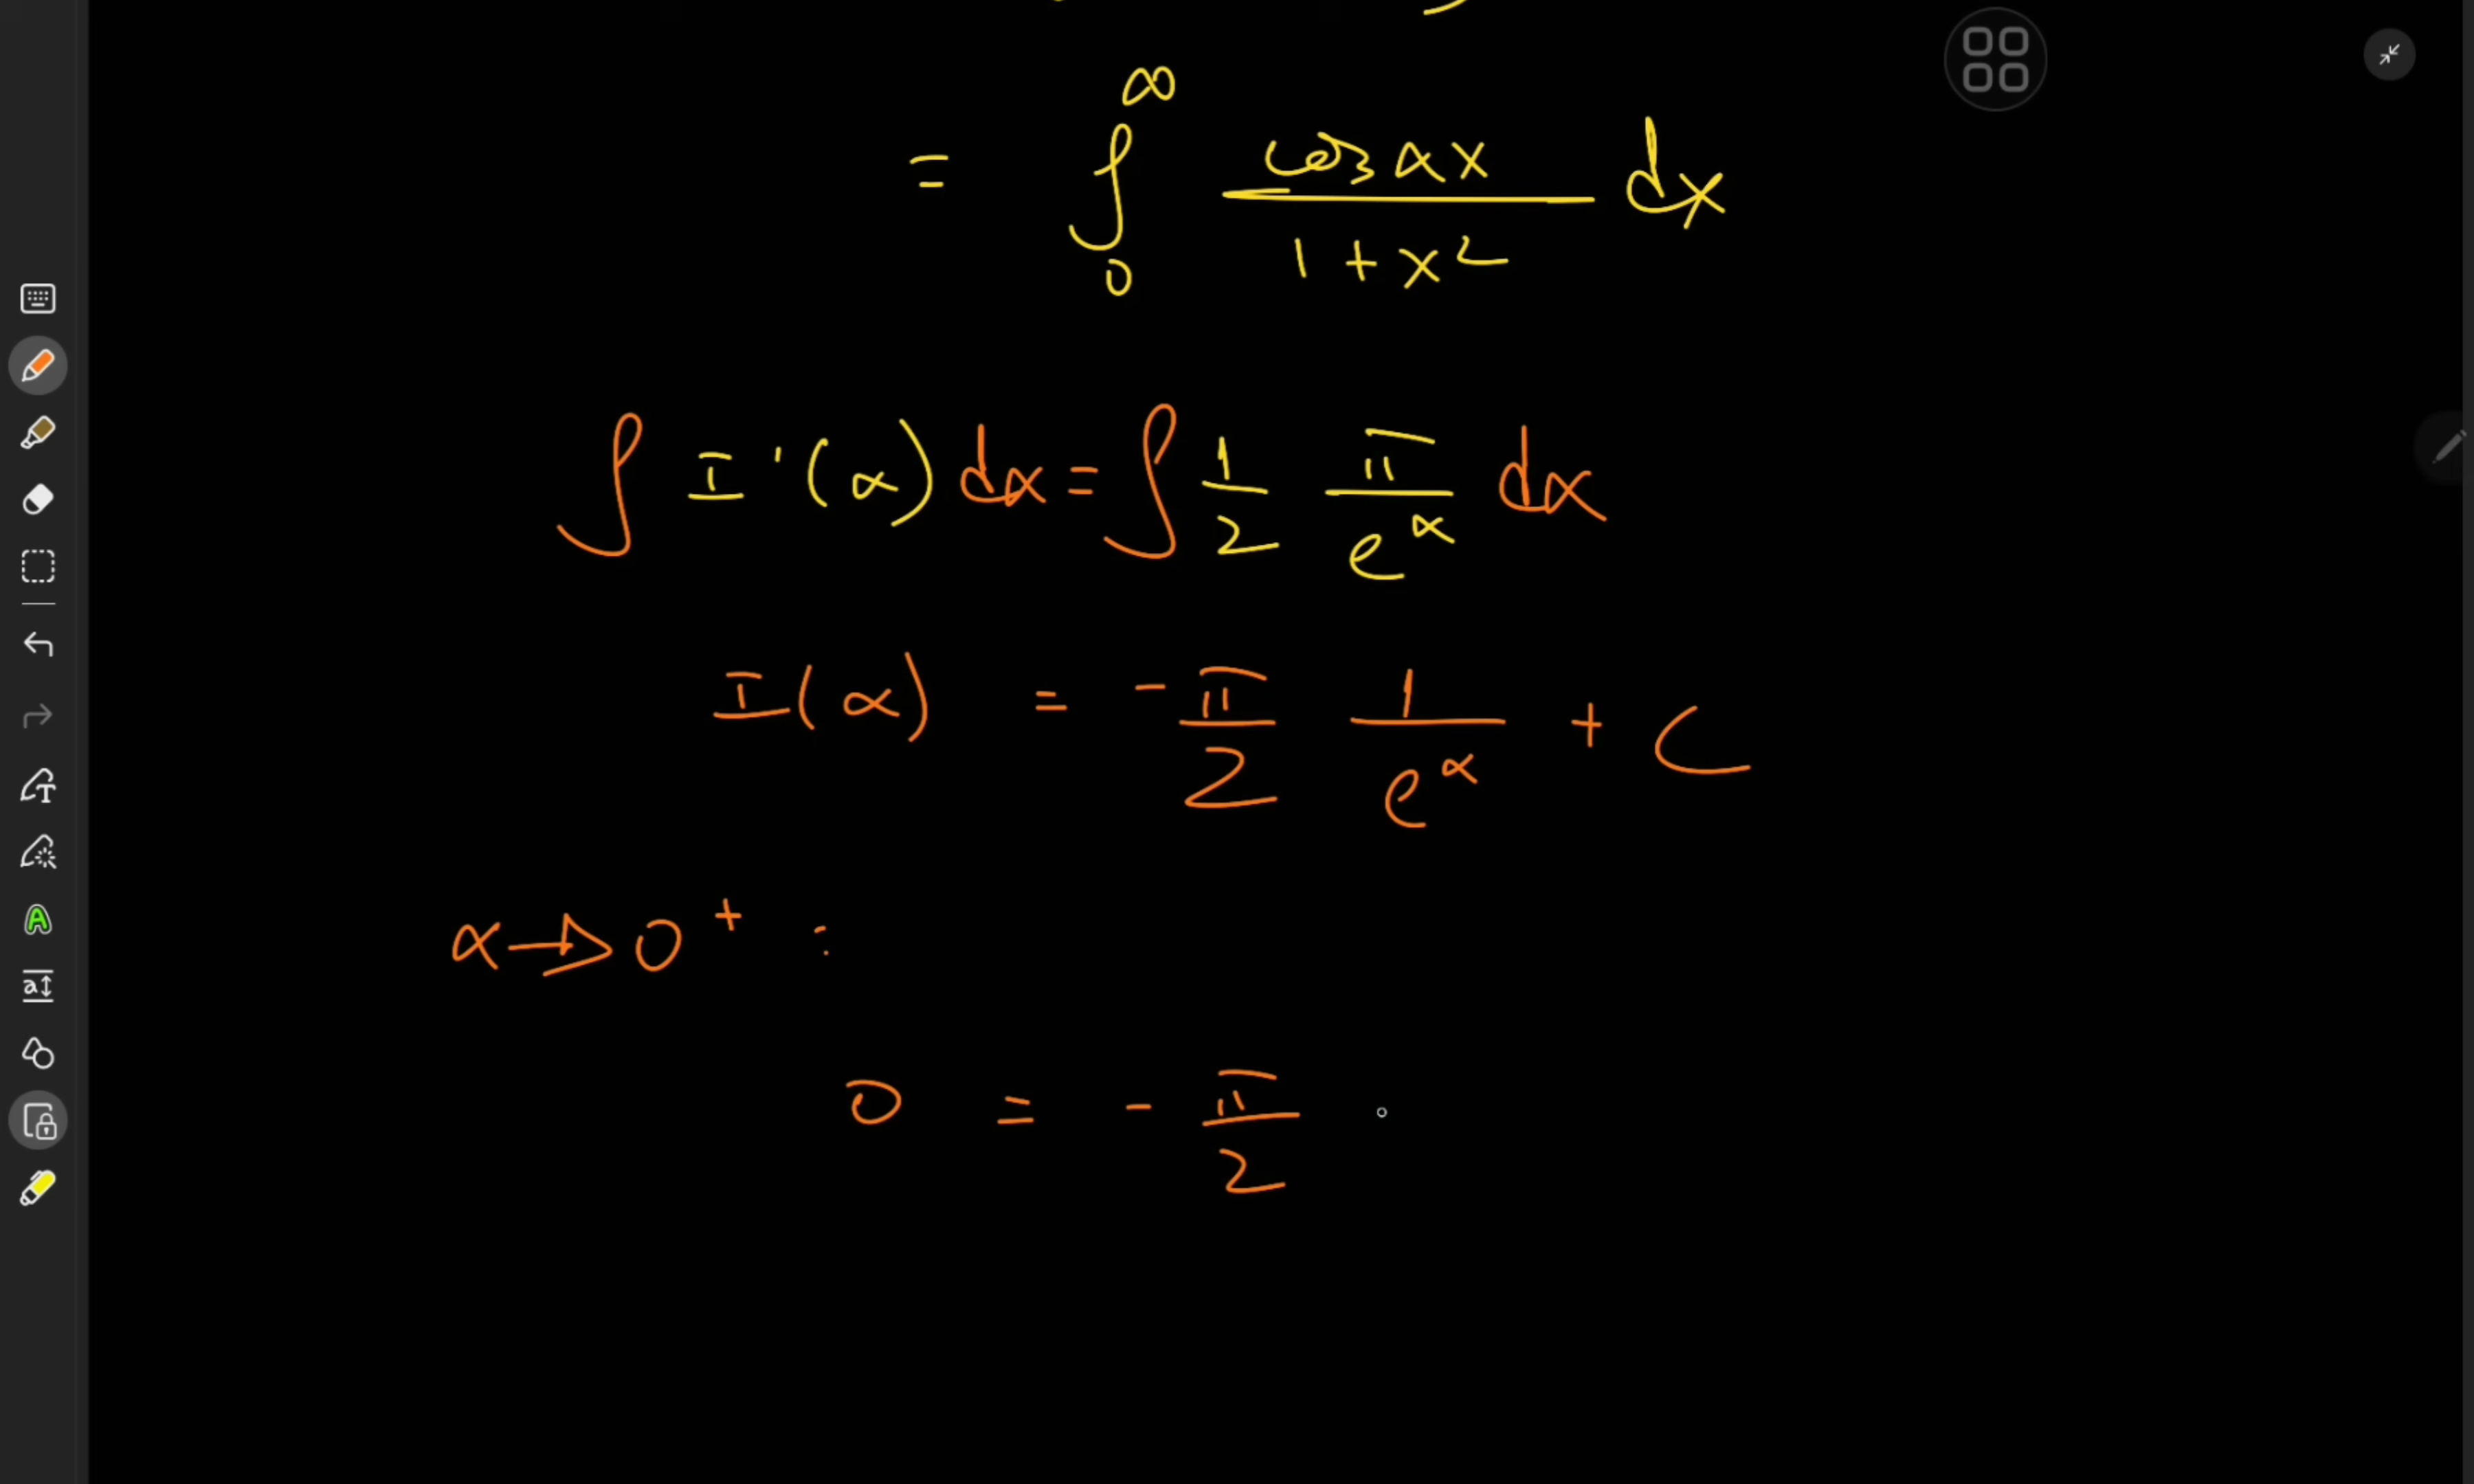 = ∫₀^∞ cos αx / (1 + x²) dx
∫ I'(α) dα = ∫ 1/2 π/e^α dα
I(α) = - π/2 1/e^α + C
α → 0⁺ :
0 = - π/2